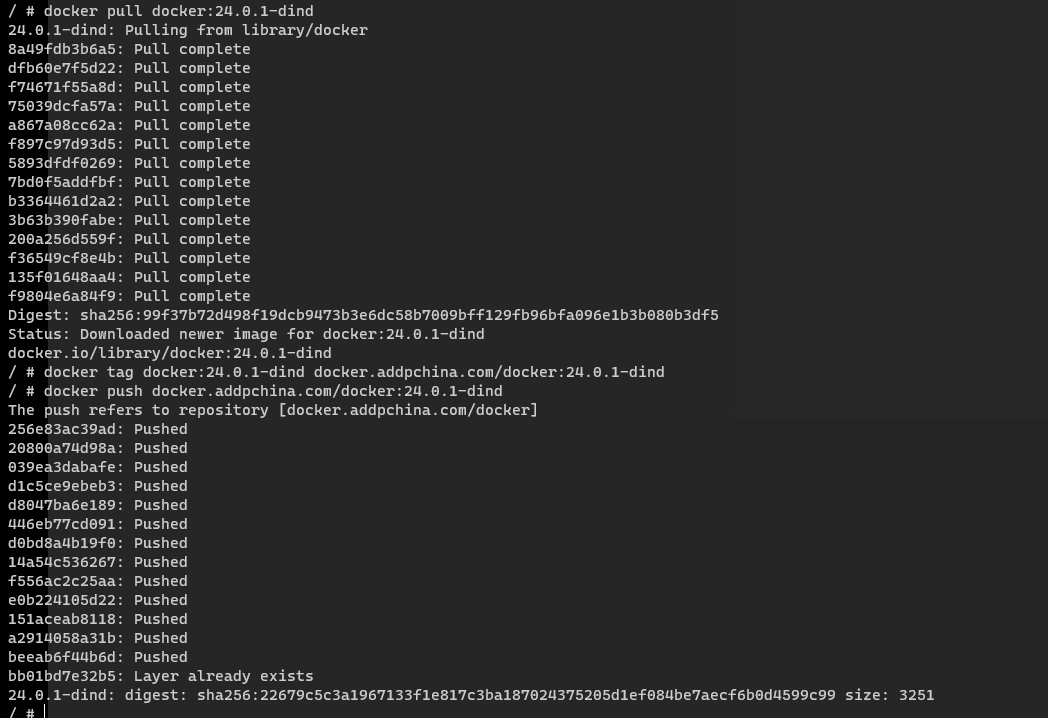 / # docker pull docker:24.0.1-dind
24.0.1-dind: Pulling from library/docker
8a49fdb3b6a5: Pull complete
dfb60e7f5d22: Pull complete
f74671f55a8d: Pull complete
75039dcfa57a: Pull complete
a867a08cc62a: Pull complete
f897c97d93d5: Pull complete
5893dfdf0269: Pull complete
7bd0f5addfbf: Pull complete
b3364461d2a2: Pull complete
3b63b390fabe: Pull complete
200a256d559f: Pull complete
f36549cf8e4b: Pull complete
135f01648aa4: Pull complete
f9804e6a84f9: Pull complete
Digest: sha256:99f37b72d498f19dcb9473b3e6dc58b7009bff129fb96bfa096e1b3b080b3df5
Status: Downloaded newer image for docker:24.0.1-dind
docker.io/library/docker:24.0.1-dind
/ # docker tag docker:24.0.1-dind docker.addpchina.com/docker:24.0.1-dind
/ # docker push docker.addpchina.com/docker:24.0.1-dind
The push refers to repository [docker.addpchina.com/docker]
256e83ac39ad: Pushed
20800a74d98a: Pushed
039ea3dabafe: Pushed
d1c5ce9ebeb3: Pushed
d8047ba6e189: Pushed
446eb77cd091: Pushed
d0bd8a4b19f0: Pushed
14a54c536267: Pushed
f556ac2c25aa: Pushed
e0b224105d22: Pushed
151aceab8118: Pushed
a2914058a31b: Pushed
beeab6f44b6d: Pushed
bb01bd7e32b5: Layer already exists
24.0.1-dind: digest: sha256:22679c5c3a1967133f1e817c3ba187024375205d1ef084be7aecf6b0d4599c99 size: 3251
/ #